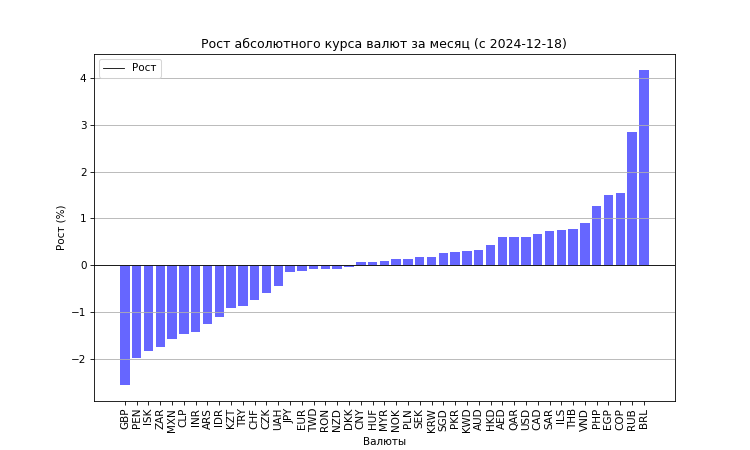 Рост абсолютного курса валют за месяц (с 2024-12-18)
Рост
4
3
2
1
0
−1
−2
Рост (%)
GBP PEN ISK ZAR MXN CLP INR ARS IDR KZT TRY CHF CZK UAH JPY EUR TWD RON NZD DKK CNY HUF MYR NOK PLN SEK KRW SGD PKR KWD AUD HKD AED QAR USD CAD SAR ILS THB VND PHP EGP COP RUB BRL
Валюты